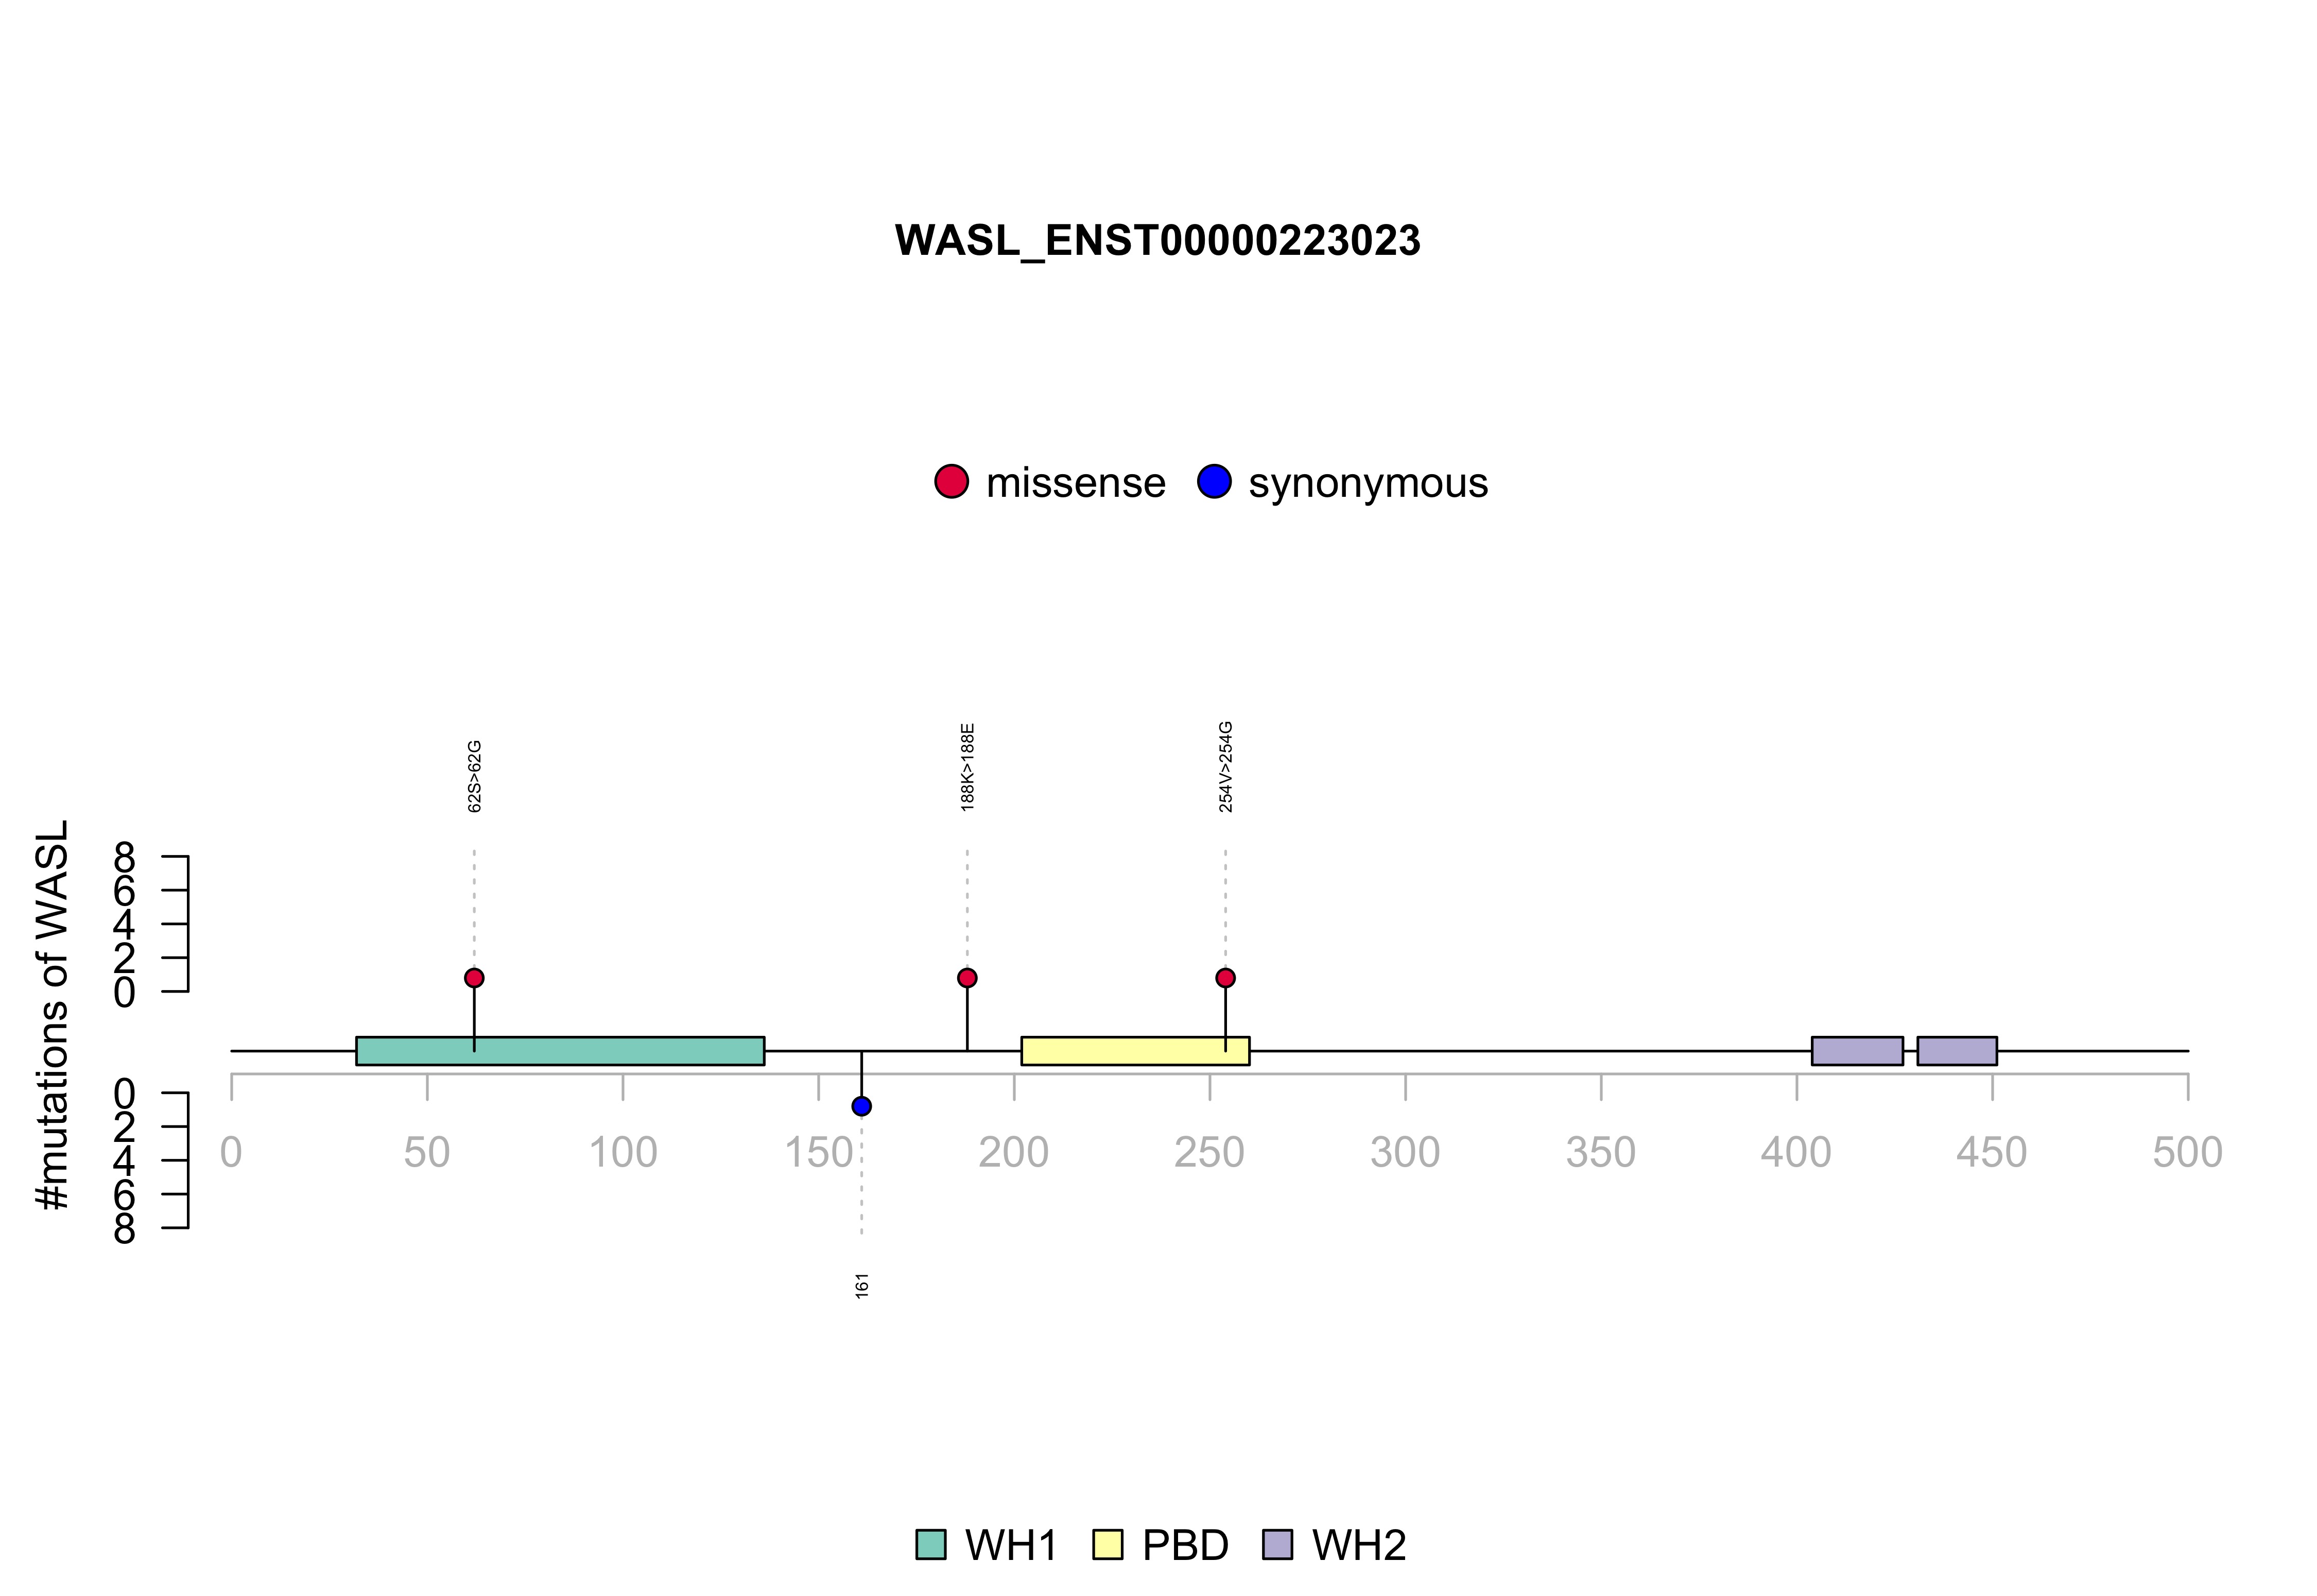 WASL_ENST00000223023
missense synonymous
62S>62G 188K>188E 254V>254G
#mutations of WASL
8
6
4
2
0
0
2
4
6
8
0 50 100 150 200 250 300 350 400 450 500
161
WH1 PBD WH2